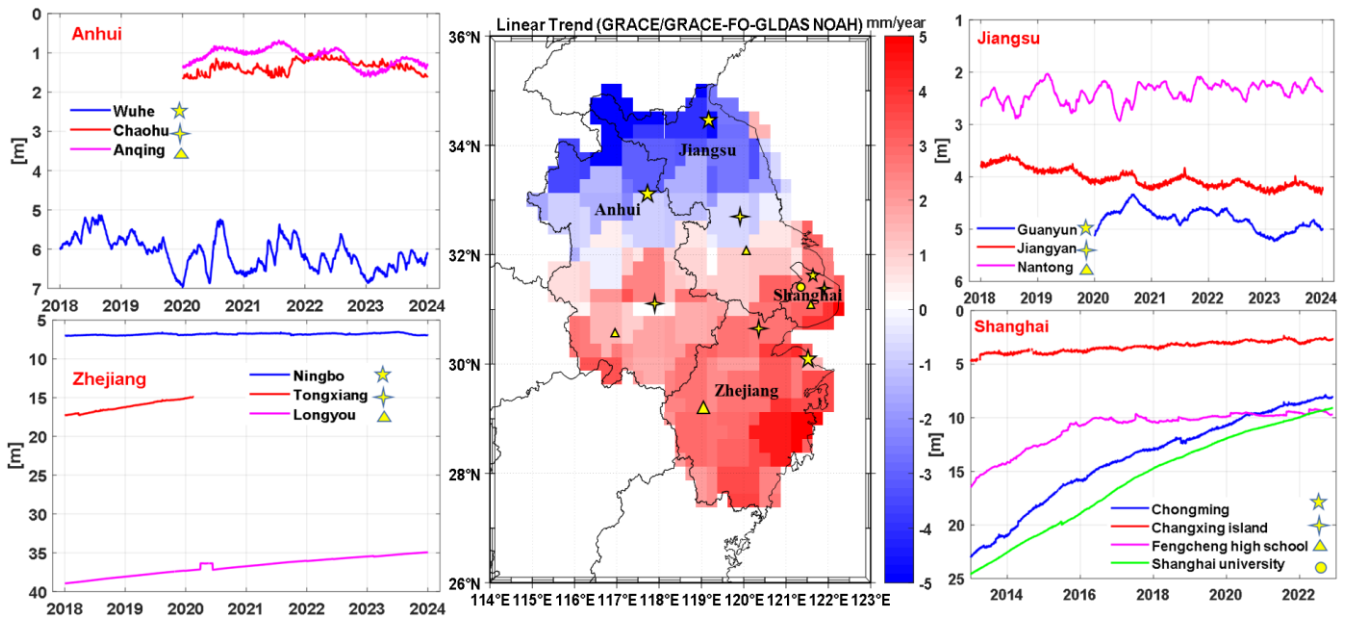 Anhui
0
1
2
3
4
5
6
7
[m]
Wuhe
Chaohu
Anqing
2018 2019 2020 2021 2022 2023 2024
Zhejiang
5
10
15
20
25
30
35
40
[m]
Ningbo
Tongxiang
Longyou
2018 2019 2020 2021 2022 2023 2024
Linear Trend (GRACE/GRACE-FO-GLDAS NOAH) mm/year
36°N
34°N
32°N
30°N
28°N
26°N
114°E 115°E 116°E 117°E 118°E 119°E 120°E 121°E 122°E 123°E
Jiangsu
Anhui
Shanghai
Zhejiang
5
4
3
2
1
0
-1
-2
-3
-4
-5
Jiangsu
1
2
3
4
5
6
[m]
Guanyun
Jiangyan
Nantong
2018 2019 2020 2021 2022 2023 2024
Shanghai
0
5
10
15
20
25
[m]
Chongming
Changxing island
Fengcheng high school
Shanghai university
2014 2016 2018 2020 2022